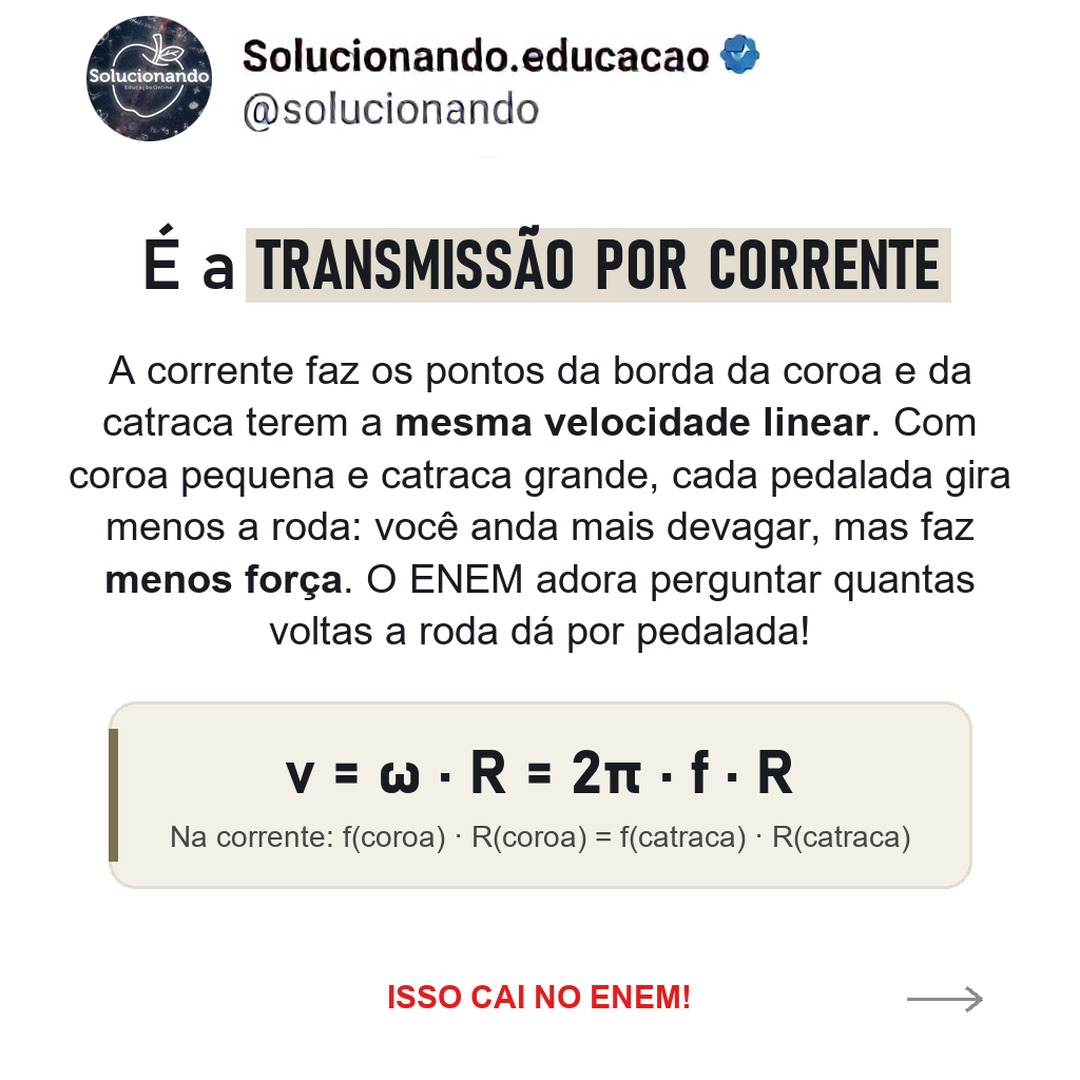 Solucionando
Educação Online
Solucionando.educacao
@solucionando
É a TRANSMISSÃO POR CORRENTE
A corrente faz os pontos da borda da coroa e da
catraca terem a mesma velocidade linear. Com
coroa pequena e catraca grande, cada pedalada gira
menos a roda: você anda mais devagar, mas faz
menos força. O ENEM adora perguntar quantas
voltas a roda dá por pedalada!
v = ω · R = 2π · f · R
Na corrente: f(coroa) · R(coroa) = f(catraca) · R(catraca)
ISSO CAI NO ENEM!